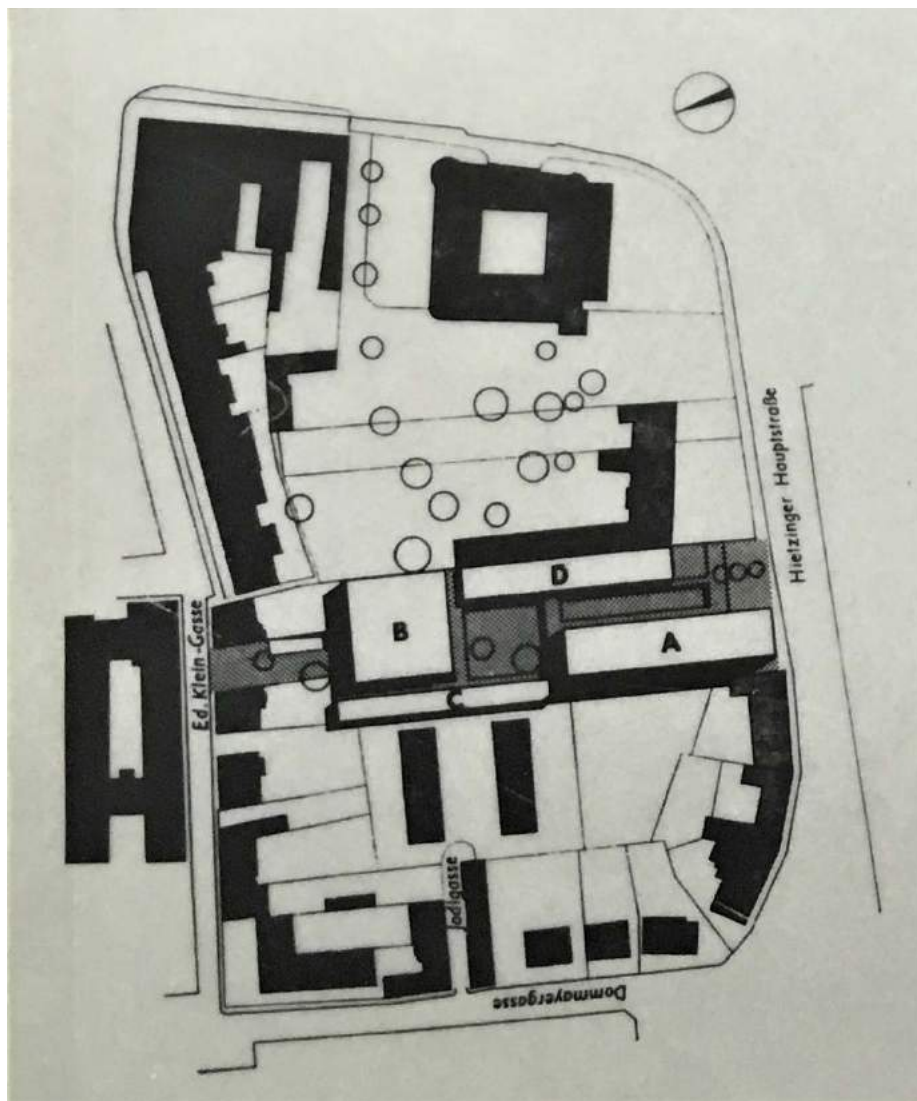 Hietzinger Hauptstraße
D
B
A
C
Ed. Klein-Gasse
Jodlgasse
Dommayergasse